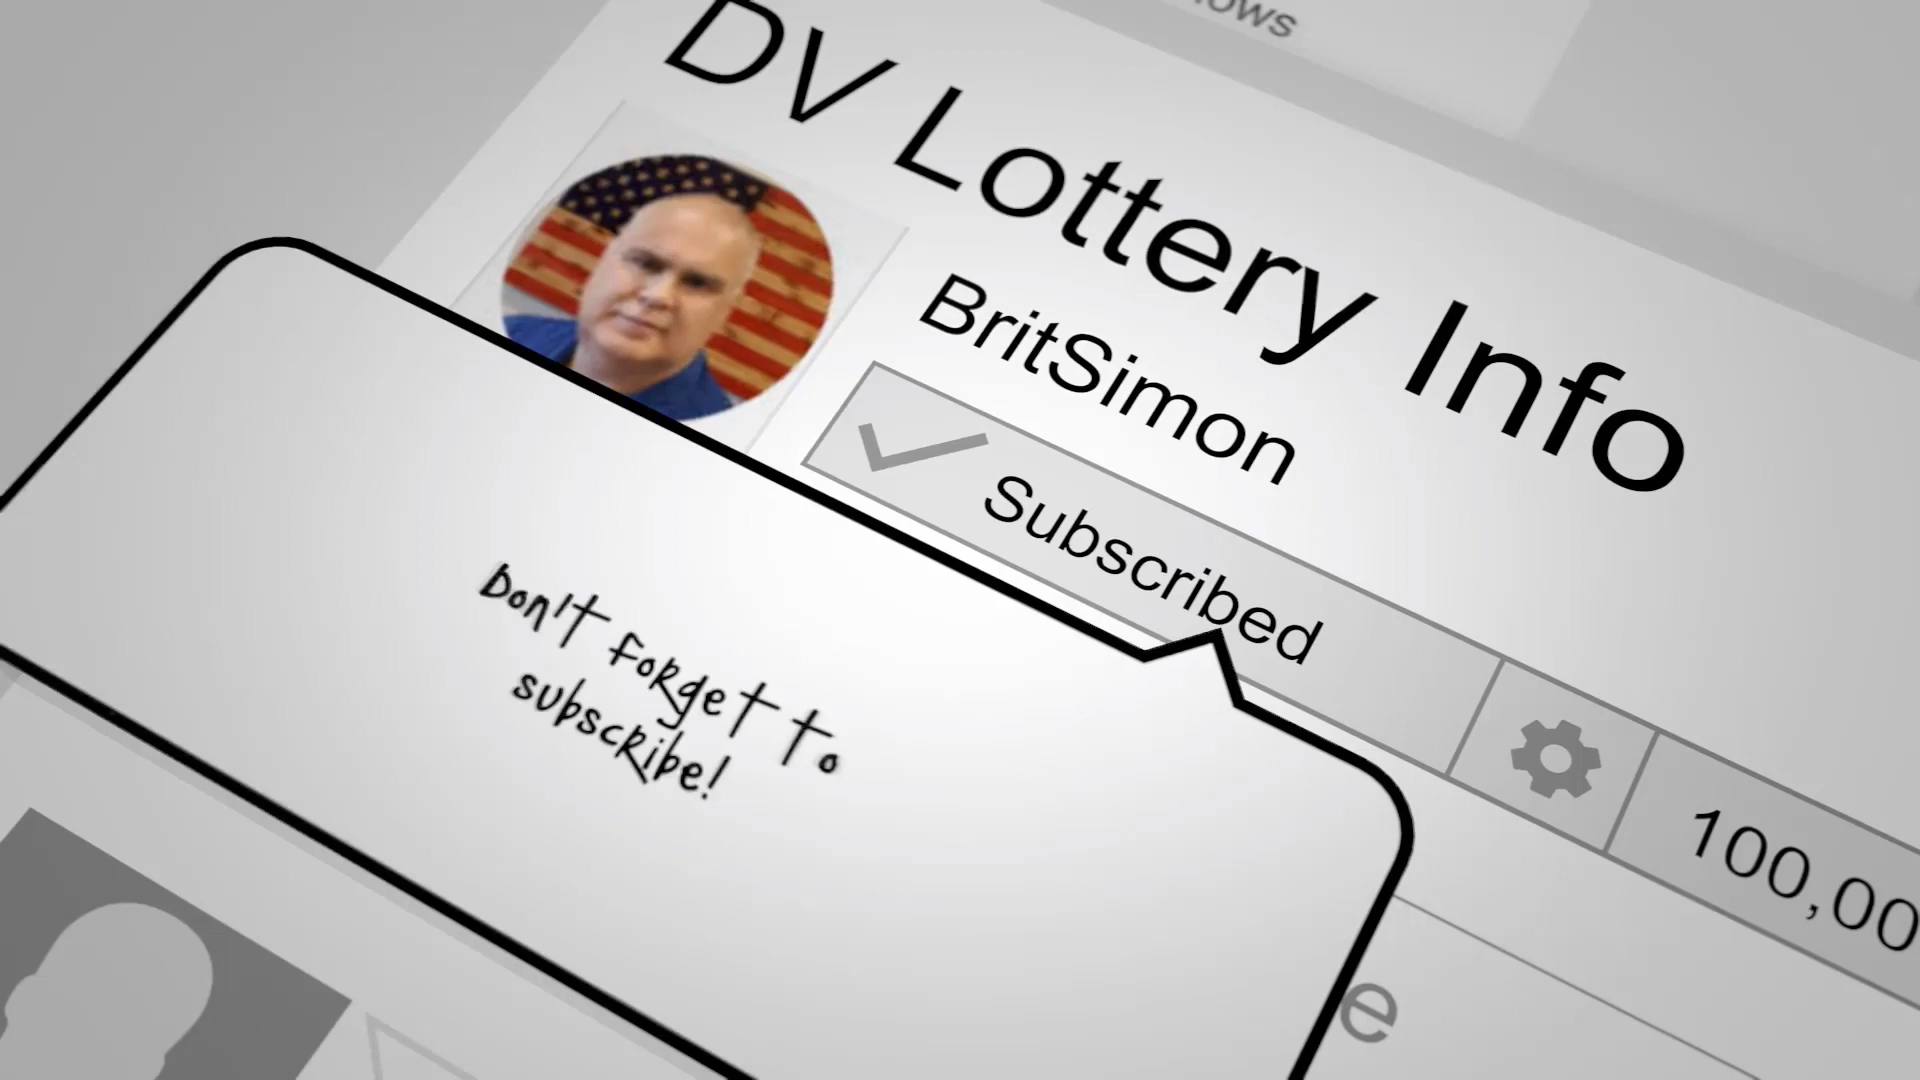 DV Lottery Info
BritSimon
Subscribed
100,00
Don't forget to
subscribe!
e